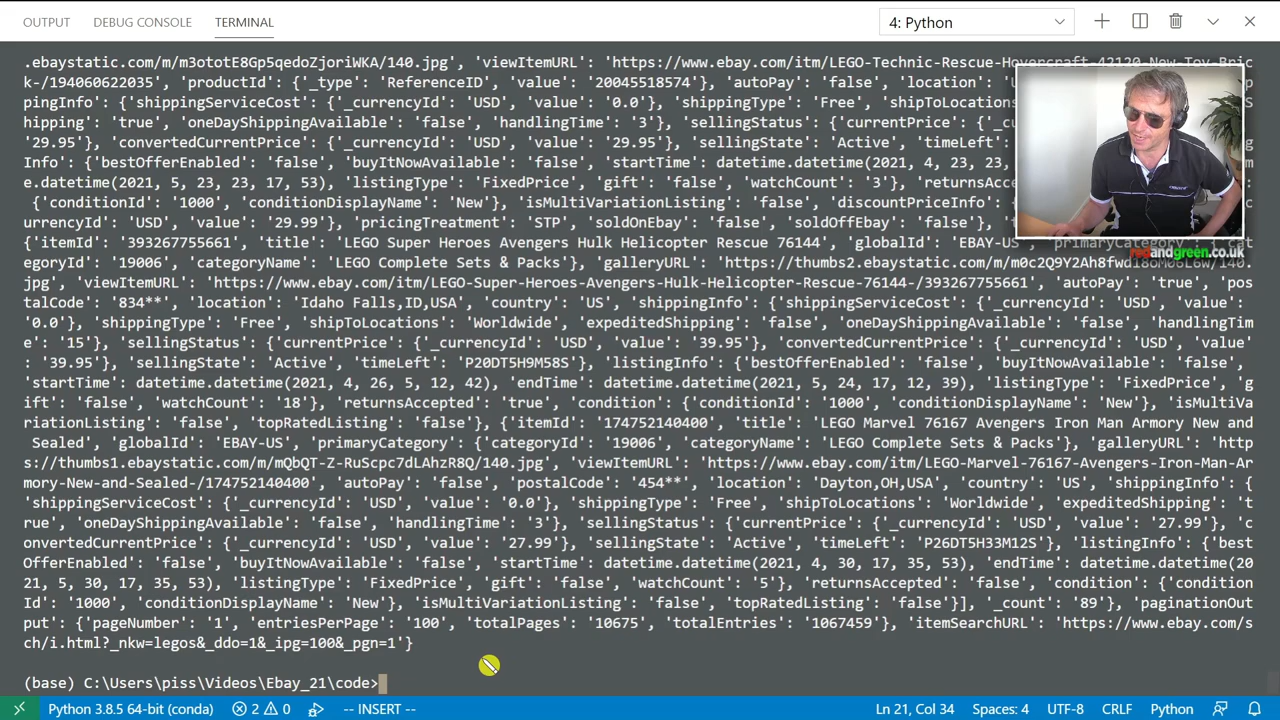 OUTPUT DEBUG CONSOLE TERMINAL 4: Python
.ebaystatic.com/m/m3ototE8Gp5qedoZjoriWKA/140.jpg', 'viewItemURL': 'https://www.ebay.com/itm/LEGO-Technic-Rescue-Hovercraft-42120-New-Toy-Bric
k-/194060622035', 'productId': {'_type': 'ReferenceID', 'value': '20045518574'}, 'autoPay': 'false', 'location':
pingInfo': {'shippingServiceCost': {'_currencyId': 'USD', 'value': '0.0'}, 'shippingType': 'Free', 'shipToLocations
hipping': 'true', 'oneDayShippingAvailable': 'false', 'handlingTime': '3'}, 'sellingStatus': {'currentPrice': {'_c
'29.95'}, 'convertedCurrentPrice': {'_currencyId': 'USD', 'value': '29.95'}, 'sellingState': 'Active', 'timeLeft':
Info': {'bestOfferEnabled': 'false', 'buyItNowAvailable': 'false', 'startTime': datetime.datetime(2021, 4, 23, 23,
e.datetime(2021, 5, 23, 23, 17, 53), 'listingType': 'FixedPrice', 'gift': 'false', 'watchCount': '3'}, 'returnsAcce
{'conditionId': '1000', 'conditionDisplayName': 'New'}, 'isMultiVariationListing': 'false', 'discountPriceInfo': {
urrencyId': 'USD', 'value': '29.99'}, 'pricingTreatment': 'STP', 'soldOnEbay': 'false', 'soldOffEbay': 'false'},
{'itemId': '393267755661', 'title': 'LEGO Super Heroes Avengers Hulk Helicopter Rescue 76144', 'globalId': 'EBAY-US', 'primaryCategory': {'cat
egoryId': '19006', 'categoryName': 'LEGO Complete Sets & Packs'}, 'galleryURL': 'https://thumbs2.ebaystatic.com/m/m0c2Q9Y2Ah8fwd18oM06L6w/140.
redandgreen.co.uk
jpg', 'viewItemURL': 'https://www.ebay.com/itm/LEGO-Super-Heroes-Avengers-Hulk-Helicopter-Rescue-76144-/393267755661', 'autoPay': 'true', 'pos
talCode': '834**', 'location': 'Idaho Falls,ID,USA', 'country': 'US', 'shippingInfo': {'shippingServiceCost': {'_currencyId': 'USD', 'value':
'0.0'}, 'shippingType': 'Free', 'shipToLocations': 'Worldwide', 'expeditedShipping': 'false', 'oneDayShippingAvailable': 'false', 'handlingTim
e': '15'}, 'sellingStatus': {'currentPrice': {'_currencyId': 'USD', 'value': '39.95'}, 'convertedCurrentPrice': {'_currencyId': 'USD', 'value'
: '39.95'}, 'sellingState': 'Active', 'timeLeft': 'P20DT5H9M58S'}, 'listingInfo': {'bestOfferEnabled': 'false', 'buyItNowAvailable': 'false',
'startTime': datetime.datetime(2021, 4, 26, 5, 12, 42), 'endTime': datetime.datetime(2021, 5, 24, 17, 12, 39), 'listingType': 'FixedPrice', 'g
ift': 'false', 'watchCount': '18'}, 'returnsAccepted': 'true', 'condition': {'conditionId': '1000', 'conditionDisplayName': 'New'}, 'isMultiVa
riationListing': 'false', 'topRatedListing': 'false'}, {'itemId': '174752140400', 'title': 'LEGO Marvel 76167 Avengers Iron Man Armory New and
Sealed', 'globalId': 'EBAY-US', 'primaryCategory': {'categoryId': '19006', 'categoryName': 'LEGO Complete Sets & Packs'}, 'galleryURL': 'http
s://thumbs1.ebaystatic.com/m/mQbQT-Z-RuScpc7dLAhzR8Q/140.jpg', 'viewItemURL': 'https://www.ebay.com/itm/LEGO-Marvel-76167-Avengers-Iron-Man-Ar
mory-New-and-Sealed-/174752140400', 'autoPay': 'false', 'postalCode': '454**', 'location': 'Dayton,OH,USA', 'country': 'US', 'shippingInfo': {
'shippingServiceCost': {'_currencyId': 'USD', 'value': '0.0'}, 'shippingType': 'Free', 'shipToLocations': 'Worldwide', 'expeditedShipping': 't
rue', 'oneDayShippingAvailable': 'false', 'handlingTime': '3'}, 'sellingStatus': {'currentPrice': {'_currencyId': 'USD', 'value': '27.99'}, 'c
onvertedCurrentPrice': {'_currencyId': 'USD', 'value': '27.99'}, 'sellingState': 'Active', 'timeLeft': 'P26DT5H33M12S'}, 'listingInfo': {'best
OfferEnabled': 'false', 'buyItNowAvailable': 'false', 'startTime': datetime.datetime(2021, 4, 30, 17, 35, 53), 'endTime': datetime.datetime(20
21, 5, 30, 17, 35, 53), 'listingType': 'FixedPrice', 'gift': 'false', 'watchCount': '5'}, 'returnsAccepted': 'false', 'condition': {'condition
Id': '1000', 'conditionDisplayName': 'New'}, 'isMultiVariationListing': 'false', 'topRatedListing': 'false'}], '_count': '89'}, 'paginationOut
put': {'pageNumber': '1', 'entriesPerPage': '100', 'totalPages': '10675', 'totalEntries': '1067459'}, 'itemSearchURL': 'https://www.ebay.com/s
ch/i.html?_nkw=legos&_ddo=1&_ipg=100&_pgn=1'}
(base) C:\Users\piss\Videos\Ebay_21\code>
Python 3.8.5 64-bit (conda) 2 0 -- INSERT -- Ln 21, Col 34 Spaces: 4 UTF-8 CRLF Python